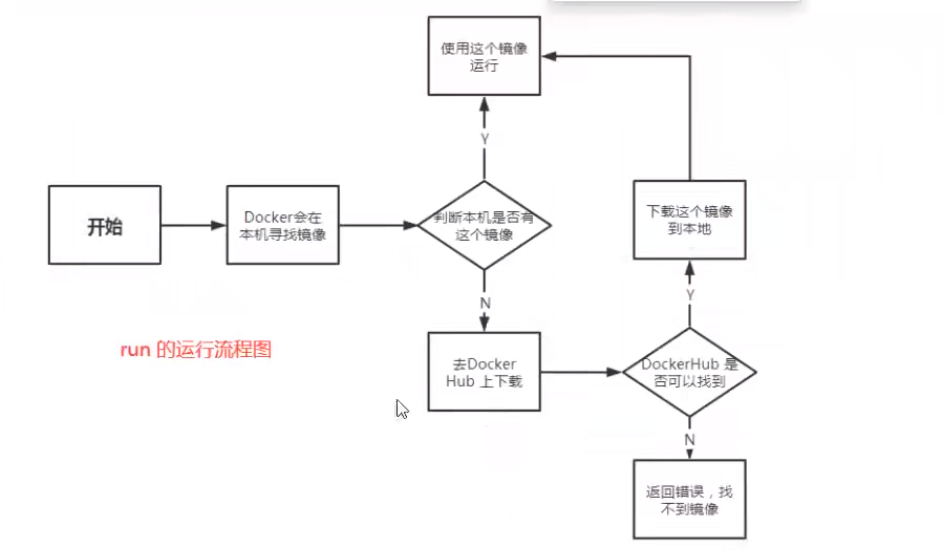 使用这个镜像
运行
Y
开始
Docker会在
本机寻找镜像
判断本机是否有
这个镜像
下载这个镜像
到本地
N
Y
run 的运行流程图
去Docker
Hub 上下载
DockerHub 是
否可以找到
N
返回错误，找
不到镜像